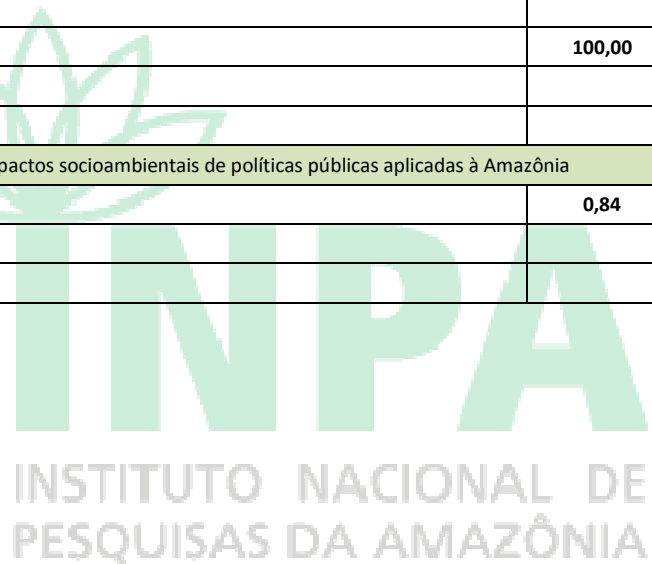 100,00
pactos socioambientais de políticas públicas aplicadas à Amazônia
0,84
INPA
INSTITUTO NACIONAL DE
PESQUISAS DA AMAZÔNIA